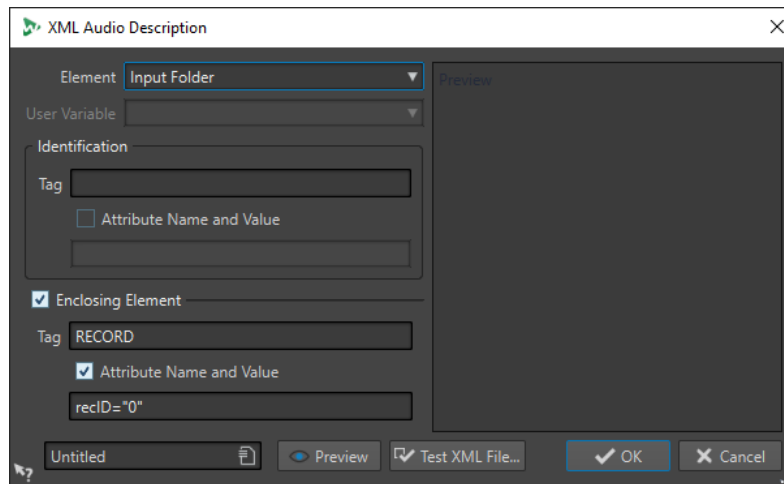 XML Audio Description
Element Input Folder
Preview
User Variable
Identification
Tag
Attribute Name and Value
Enclosing Element
Tag RECORD
Attribute Name and Value
recID="0"
Untitled Preview Test XML File... OK Cancel